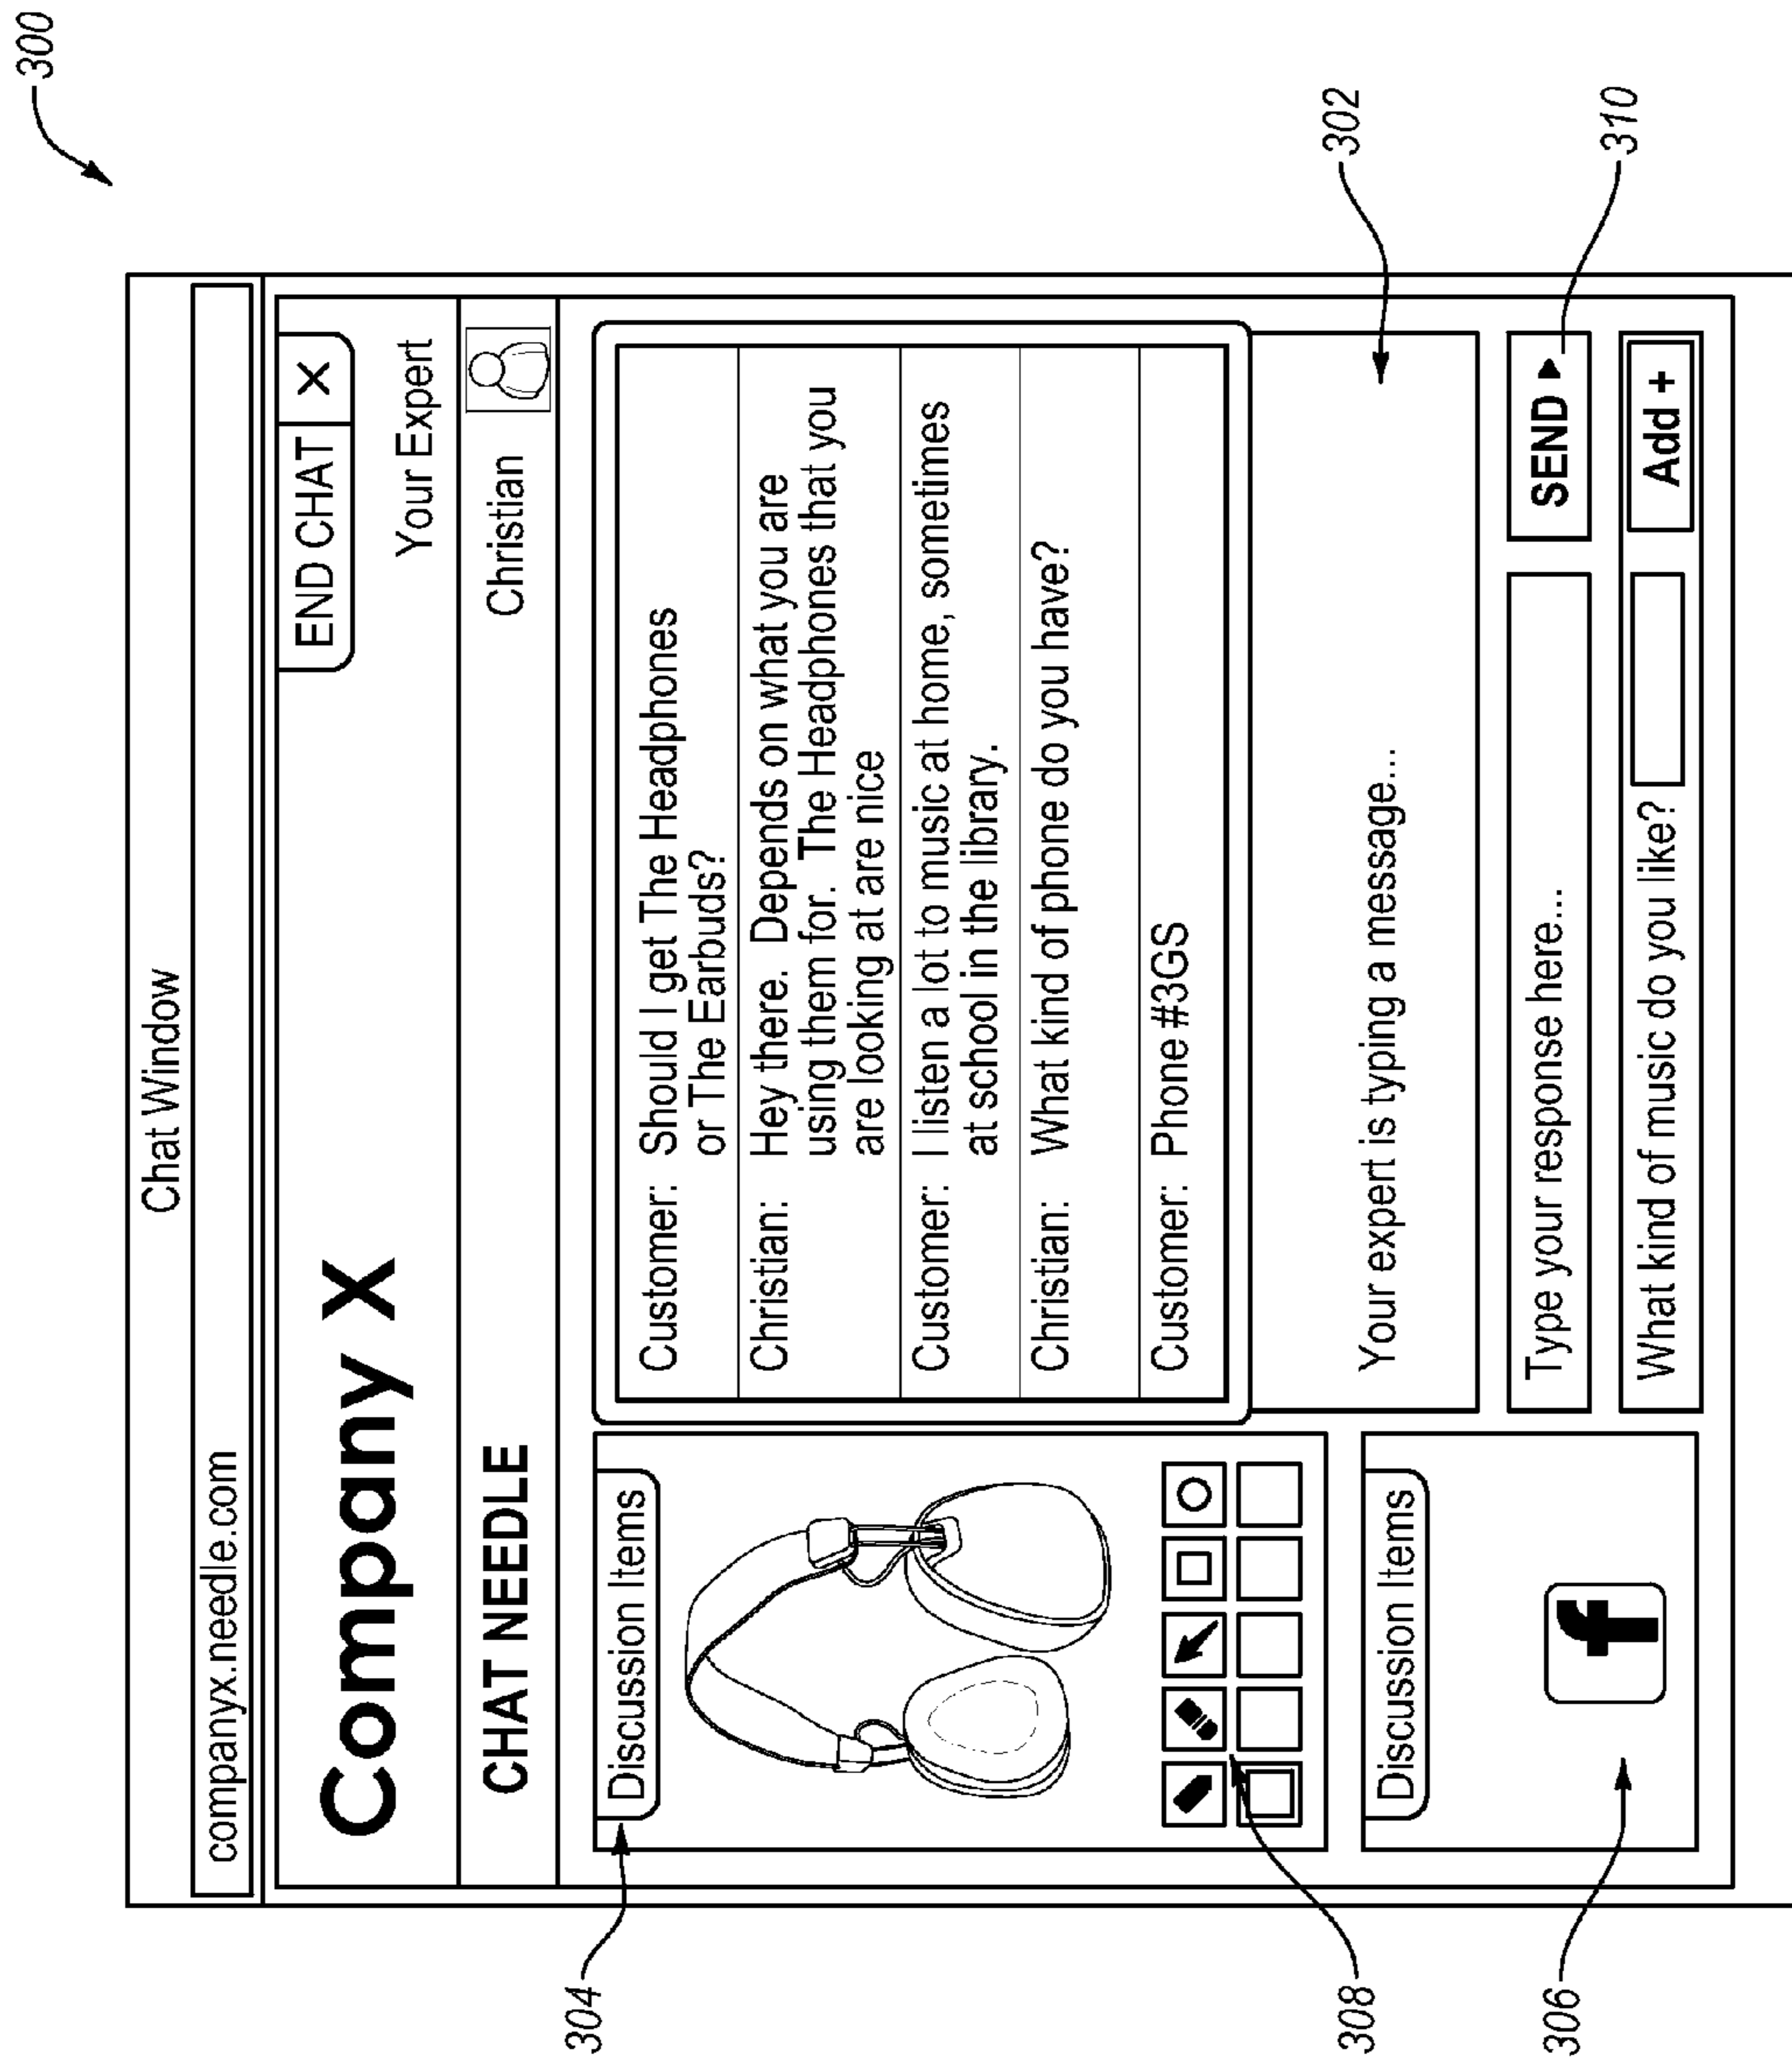 300
Chat Window
companyx.needle.com
Company X
END CHAT X
Your Expert
CHAT NEEDLE
Christian
304
Discussion Items
308
Customer: Should I get The Headphones
or The Earbuds?
Christian: Hey there. Depends on what you are
using them for. The Headphones that you
are looking at are nice
Customer: I listen a lot to music at home, sometimes
at school in the library.
Christian: What kind of phone do you have?
Customer: Phone #3GS
Your expert is typing a message...
302
306
Discussion Items
f
Type your response here...
SEND
310
What kind of music do you like?
Add +